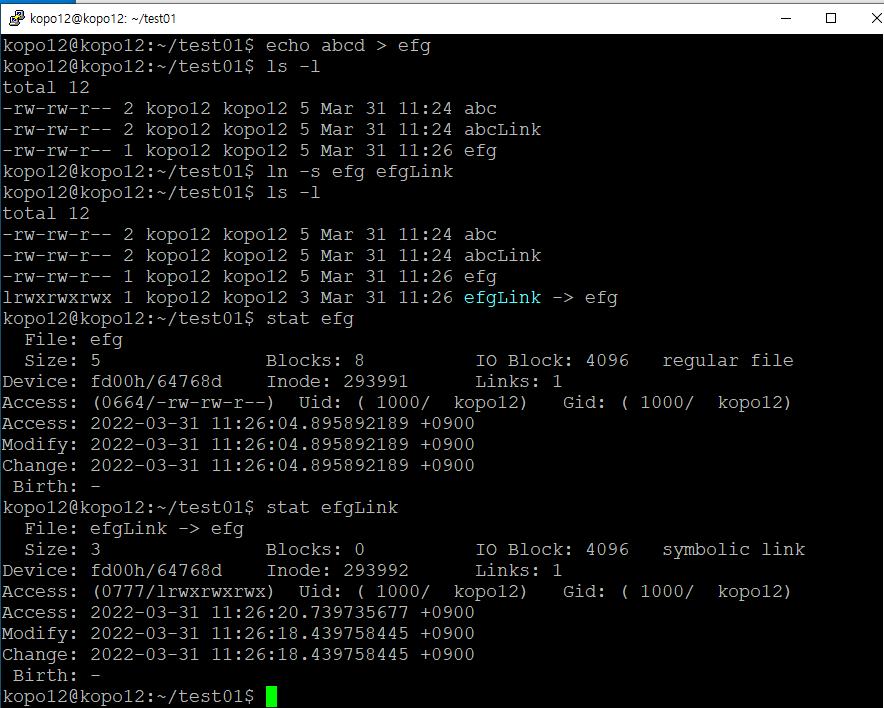 kopo12@kopo12: ~/test01
kopo12@kopo12:~/test01$ echo abcd > efg
kopo12@kopo12:~/test01$ ls -l
total 12
-rw-rw-r-- 2 kopo12 kopo12 5 Mar 31 11:24 abc
-rw-rw-r-- 2 kopo12 kopo12 5 Mar 31 11:24 abcLink
-rw-rw-r-- 1 kopo12 kopo12 5 Mar 31 11:26 efg
kopo12@kopo12:~/test01$ ln -s efg efgLink
kopo12@kopo12:~/test01$ ls -l
total 12
-rw-rw-r-- 2 kopo12 kopo12 5 Mar 31 11:24 abc
-rw-rw-r-- 2 kopo12 kopo12 5 Mar 31 11:24 abcLink
-rw-rw-r-- 1 kopo12 kopo12 5 Mar 31 11:26 efg
lrwxrwxrwx 1 kopo12 kopo12 3 Mar 31 11:26 efgLink -> efg
kopo12@kopo12:~/test01$ stat efg
  File: efg
  Size: 5               Blocks: 8          IO Block: 4096   regular file
Device: fd00h/64768d    Inode: 293991      Links: 1
Access: (0664/-rw-rw-r--)  Uid: ( 1000/  kopo12)   Gid: ( 1000/  kopo12)
Access: 2022-03-31 11:26:04.895892189 +0900
Modify: 2022-03-31 11:26:04.895892189 +0900
Change: 2022-03-31 11:26:04.895892189 +0900
 Birth: -
kopo12@kopo12:~/test01$ stat efgLink
  File: efgLink -> efg
  Size: 3               Blocks: 0          IO Block: 4096   symbolic link
Device: fd00h/64768d    Inode: 293992      Links: 1
Access: (0777/lrwxrwxrwx)  Uid: ( 1000/  kopo12)   Gid: ( 1000/  kopo12)
Access: 2022-03-31 11:26:20.739735677 +0900
Modify: 2022-03-31 11:26:18.439758445 +0900
Change: 2022-03-31 11:26:18.439758445 +0900
 Birth: -
kopo12@kopo12:~/test01$